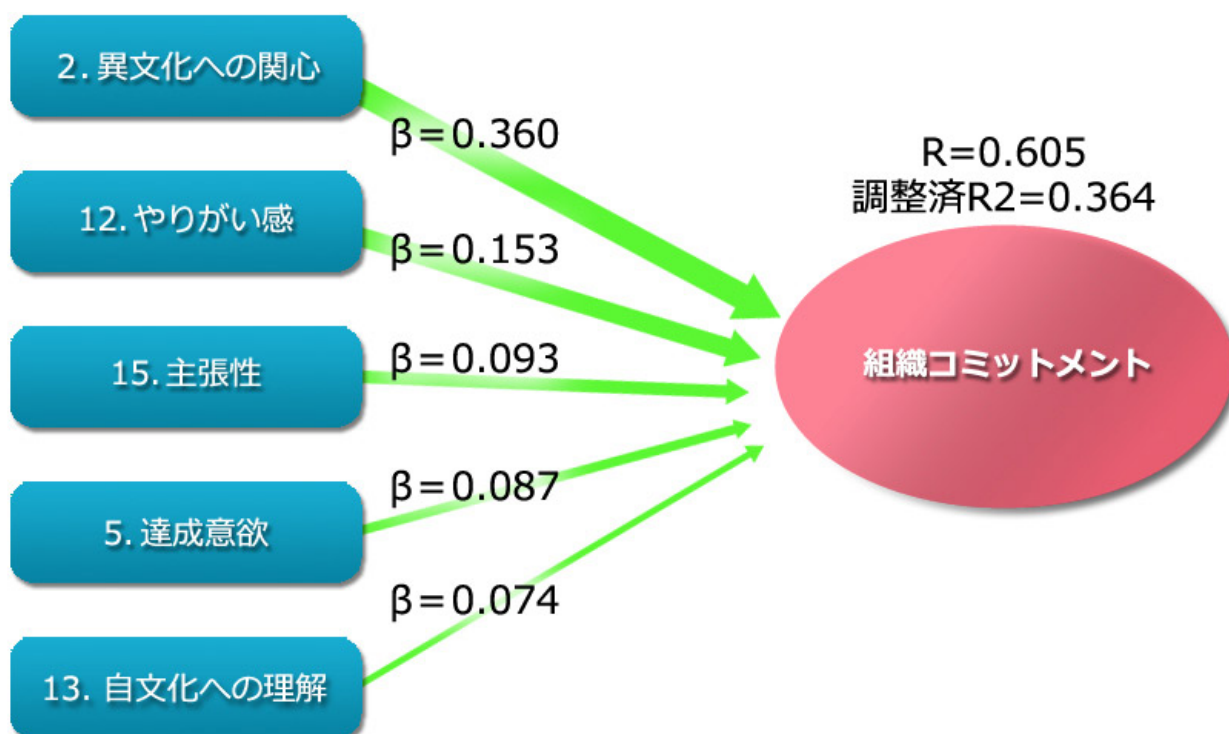 2. 異文化への関心
β=0.360
R=0.605
調整済R2=0.364
12. やりがい感
β=0.153
15. 主張性
β=0.093
組織コミットメント
5. 達成意欲
β=0.087
13. 自文化への理解
β=0.074